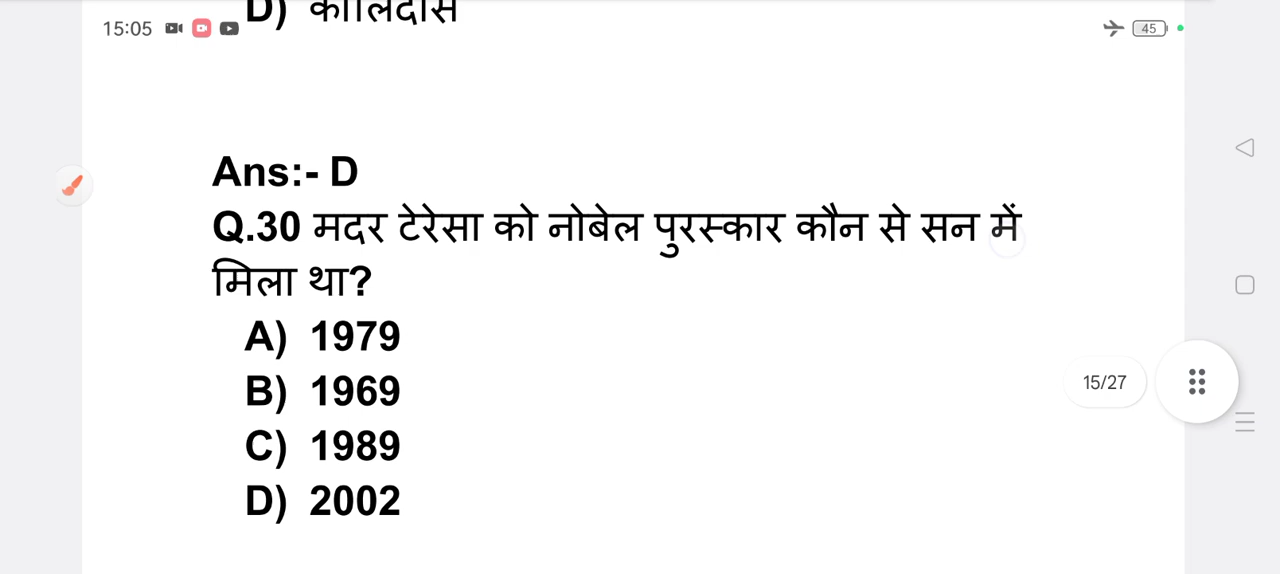 15:05
45
D) कालिदास
Ans:- D
Q.30 मदर टेरेसा को नोबेल पुरस्कार कौन से सन में
मिला था?
A) 1979
B) 1969
C) 1989
D) 2002
15/27